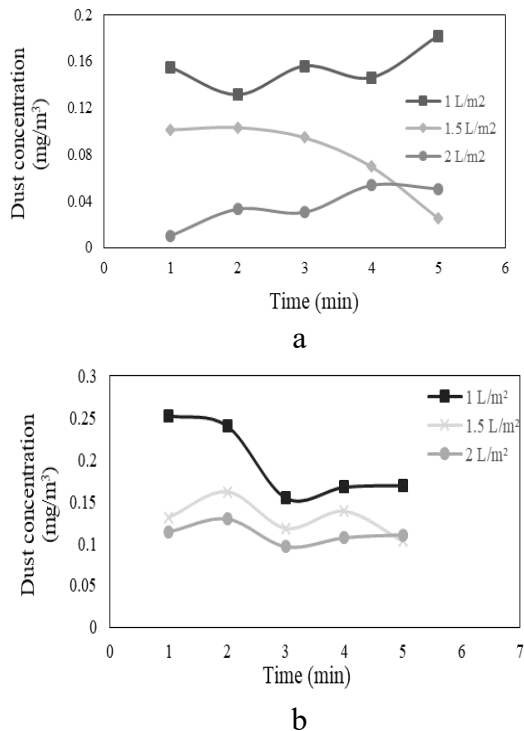 Dust concentration
(mg/m³)
0.2
0.16
0.12
0.08
0.04
0
1 L/m2
1.5 L/m2
2 L/m2
0 1 2 3 4 5 6
Time (min)
a
Dust concentration
(mg/m³)
0.3
0.25
0.2
0.15
0.1
0.05
0
1 L/m²
1.5 L/m²
2 L/m²
0 1 2 3 4 5 6 7
Time (min)
b